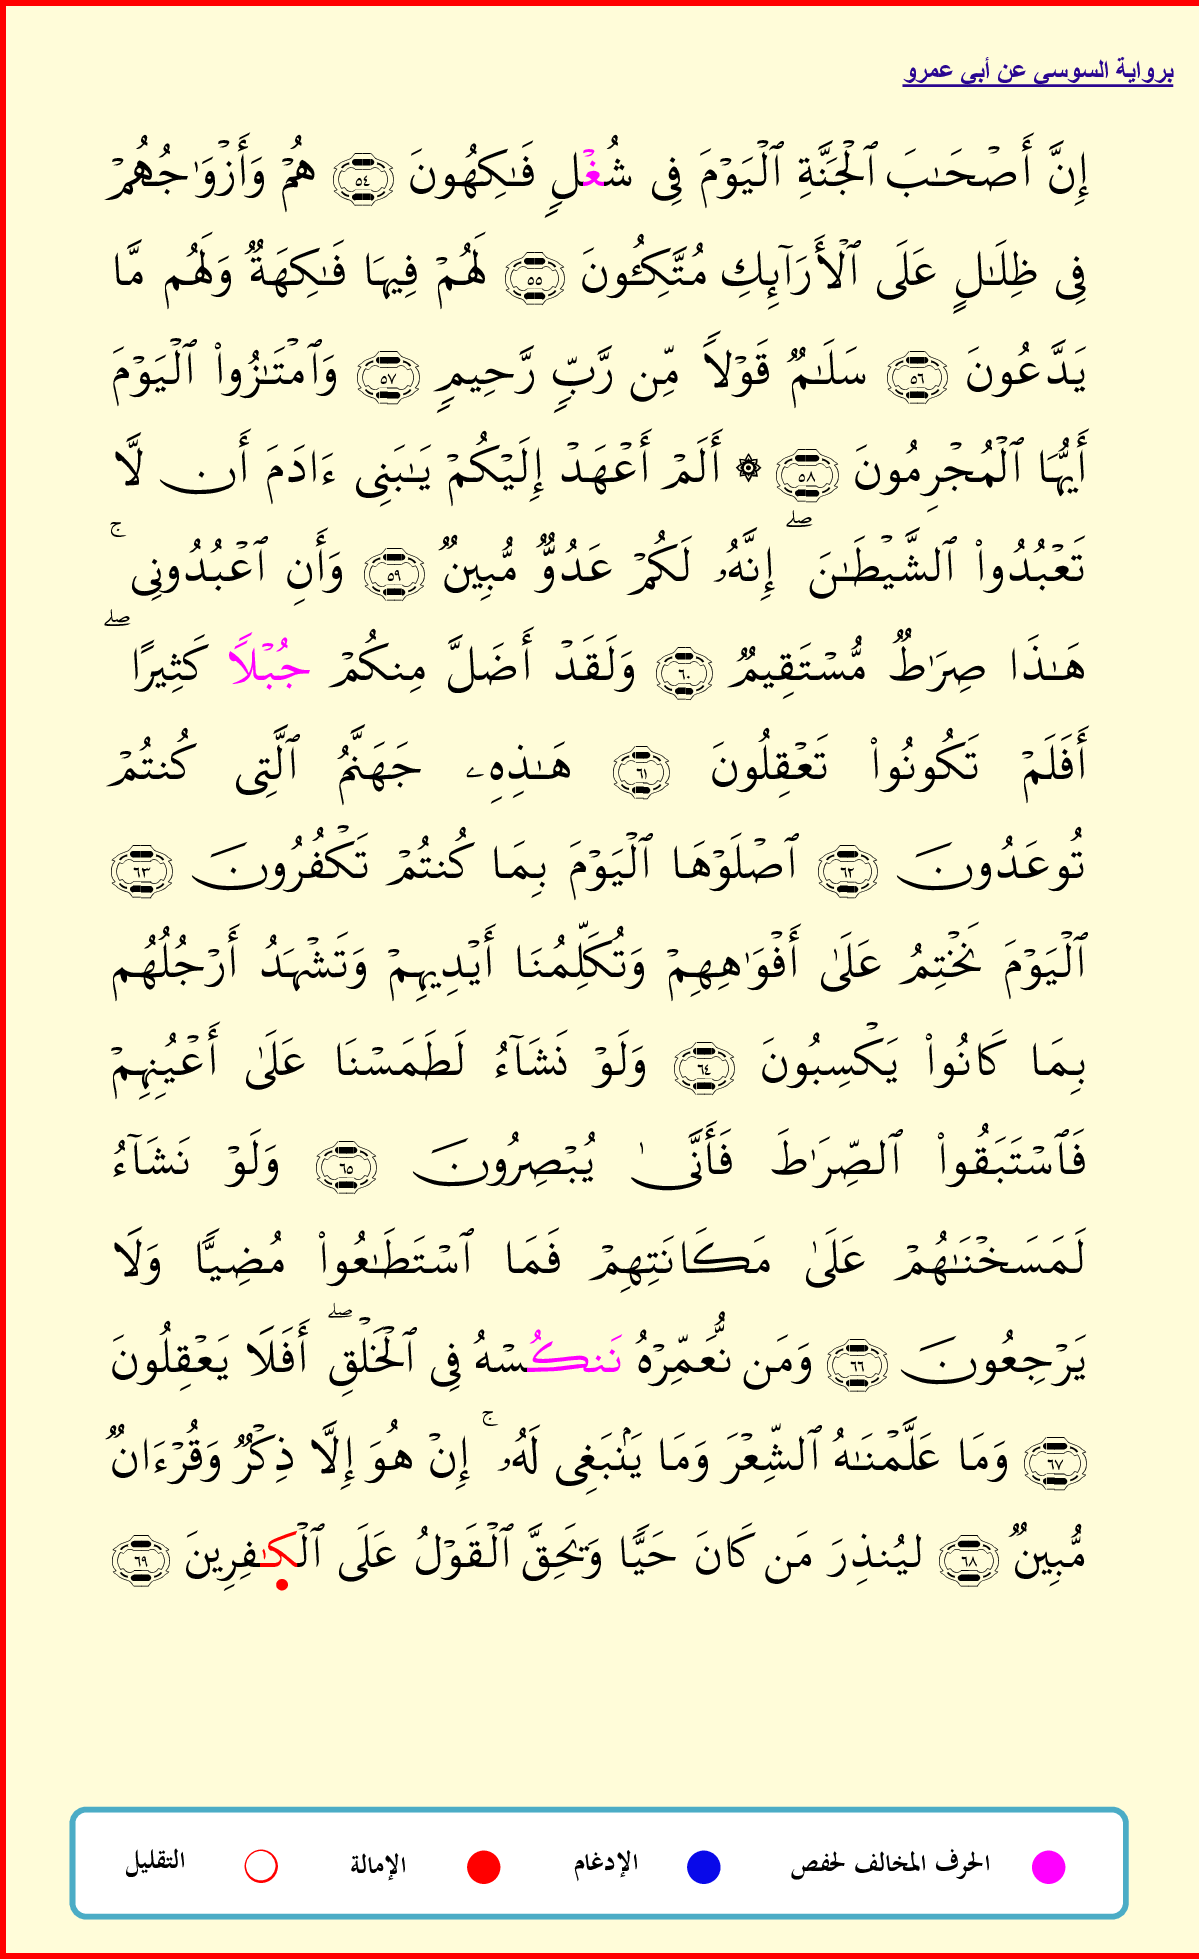 برواية السوسي عن أبي عمرو
إِنَّ أَصْحَـٰبَ ٱلْجَنَّةِ ٱلْيَوْمَ فِى شُغْلٍ فَـٰكِهُونَ ٥٤ هُمْ وَأَزْوَٰجُهُمْ
فِى ظِلَـٰلٍ عَلَى ٱلْأَرَآئِكِ مُتَّكِـُٔونَ ٥٥ لَهُمْ فِيهَا فَـٰكِهَةٌ وَلَهُم مَّا
يَدَّعُونَ ٥٦ سَلَـٰمٌ قَوْلاً مِّن رَّبٍّ رَّحِيمٍ ٥٧ وَٱمْتَـٰزُواْ ٱلْيَوْمَ
أَيُّهَا ٱلْمُجْرِمُونَ ٥٨ ۞ أَلَمْ أَعْهَدْ إِلَيْكُمْ يَـٰبَنِى ءَادَمَ أَن لَّا
تَعْبُدُواْ ٱلشَّيْطَـٰنَ ۖ إِنَّهُۥ لَكُمْ عَدُوٌّ مُّبِينٌ ٥٩ وَأَنِ ٱعْبُدُونِى ۚ
هَـٰذَا صِرَٰطٌ مُّسْتَقِيمٌ ٦٠ وَلَقَدْ أَضَلَّ مِنكُمْ جُبْلاً كَثِيرًا ۖ
أَفَلَمْ تَكُونُواْ تَعْقِلُونَ ٦١ هَـٰذِهِۦ جَهَنَّمُ ٱلَّتِى كُنتُمْ
تُوعَدُونَ ٦٢ ٱصْلَوْهَا ٱلْيَوْمَ بِمَا كُنتُمْ تَكْفُرُونَ ٦٣
ٱلْيَوْمَ نَخْتِمُ عَلَىٰ أَفْوَٰهِهِمْ وَتُكَلِّمُنَا أَيْدِيهِمْ وَتَشْهَدُ أَرْجُلُهُم
بِمَا كَانُواْ يَكْسِبُونَ ٦٤ وَلَوْ نَشَآءُ لَطَمَسْنَا عَلَىٰ أَعْيُنِهِمْ
فَٱسْتَبَقُواْ ٱلصِّرَٰطَ فَأَنَّىٰ يُبْصِرُونَ ٦٥ وَلَوْ نَشَآءُ
لَمَسَخْنَـٰهُمْ عَلَىٰ مَكَانَتِهِمْ فَمَا ٱسْتَطَـٰعُواْ مُضِيًّا وَلَا
يَرْجِعُونَ ٦٦ وَمَن نُّعَمِّرْهُ نَنكُسْهُ فِى ٱلْخَلْقِ ۖ أَفَلَا يَعْقِلُونَ
٦٧ وَمَا عَلَّمْنَـٰهُ ٱلشِّعْرَ وَمَا يَنۢبَغِى لَهُۥ ۚ إِنْ هُوَ إِلَّا ذِكْرٌ وَقُرْءَانٌ
مُّبِينٌ ٦٨ لِيُنذِرَ مَن كَانَ حَيًّا وَيَحِقَّ ٱلْقَوْلُ عَلَى ٱلْكَـٰفِرِينَ ٦٩
الحرف المخالف لحفص الإدغام الإمالة التقليل